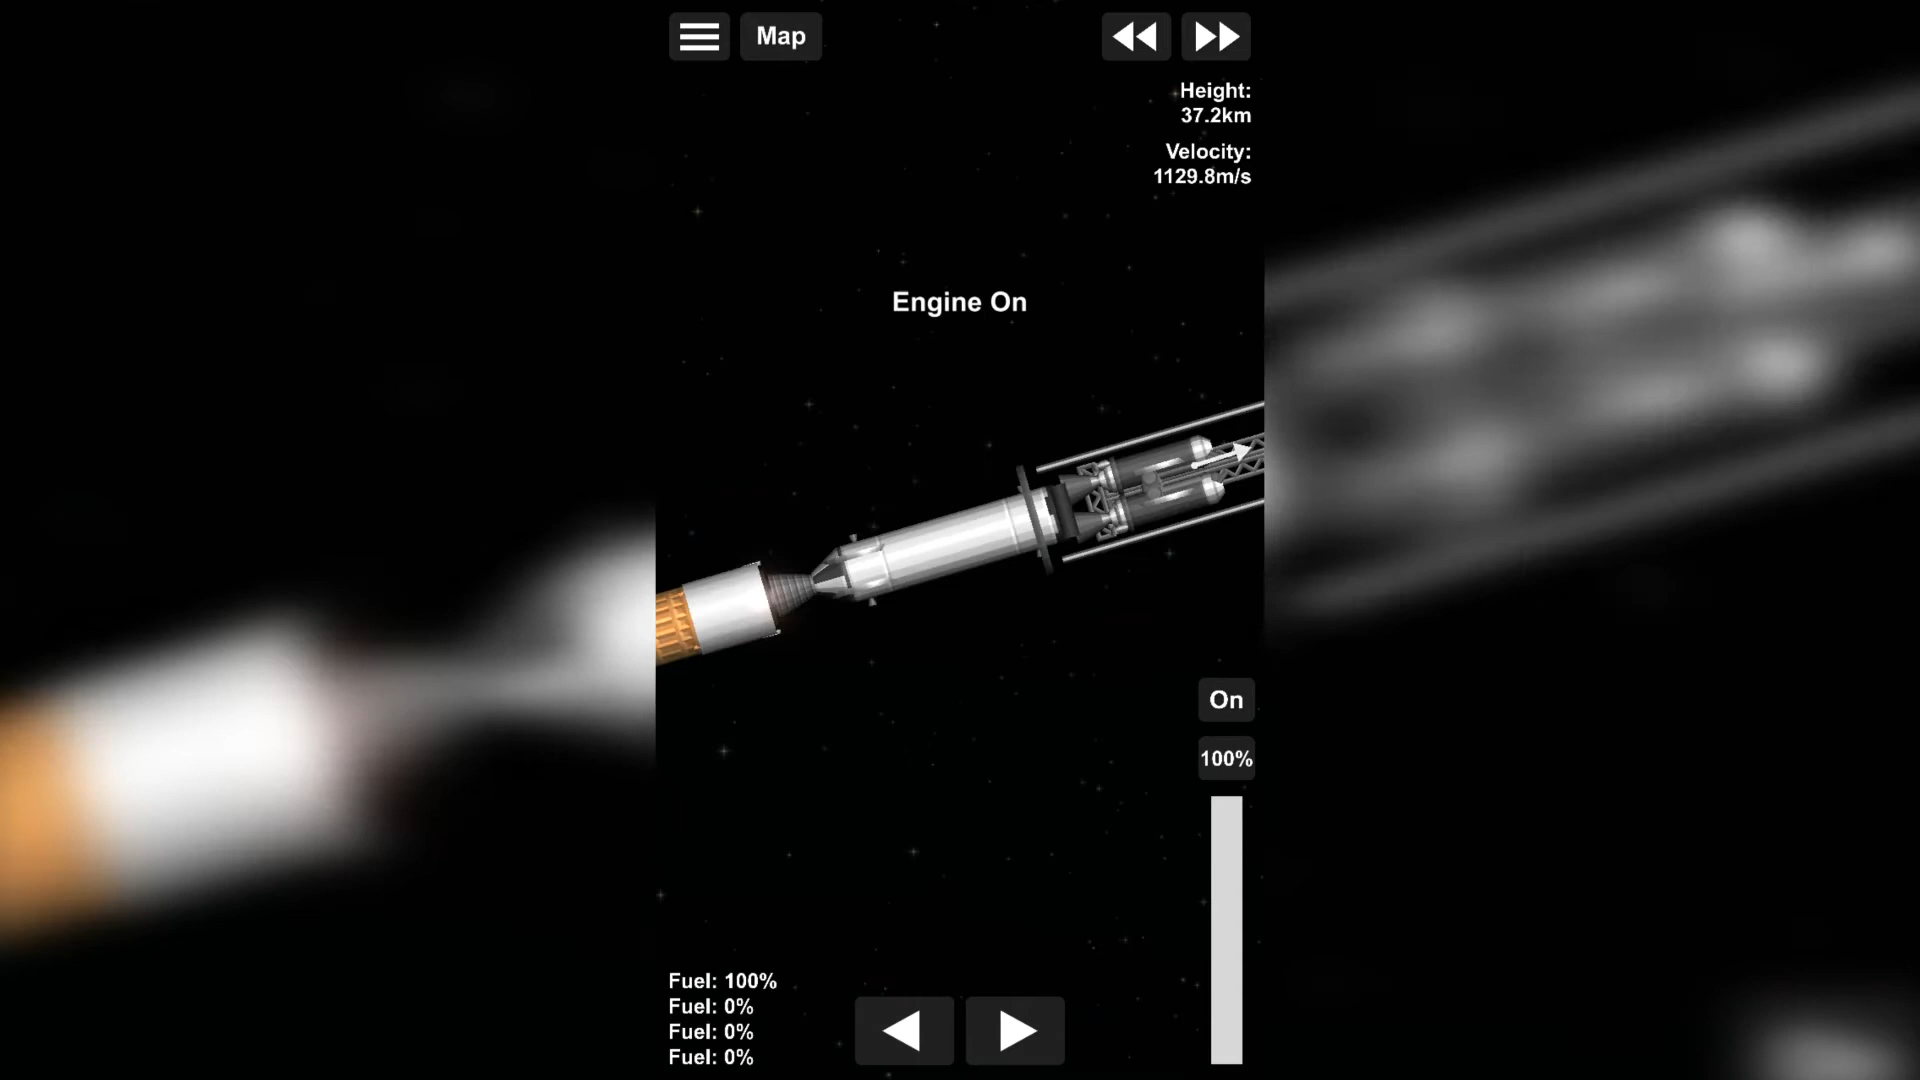 Map
Height:
37.2km
Velocity:
1129.8m/s
Engine On
On
100%
Fuel: 100%
Fuel: 0%
Fuel: 0%
Fuel: 0%